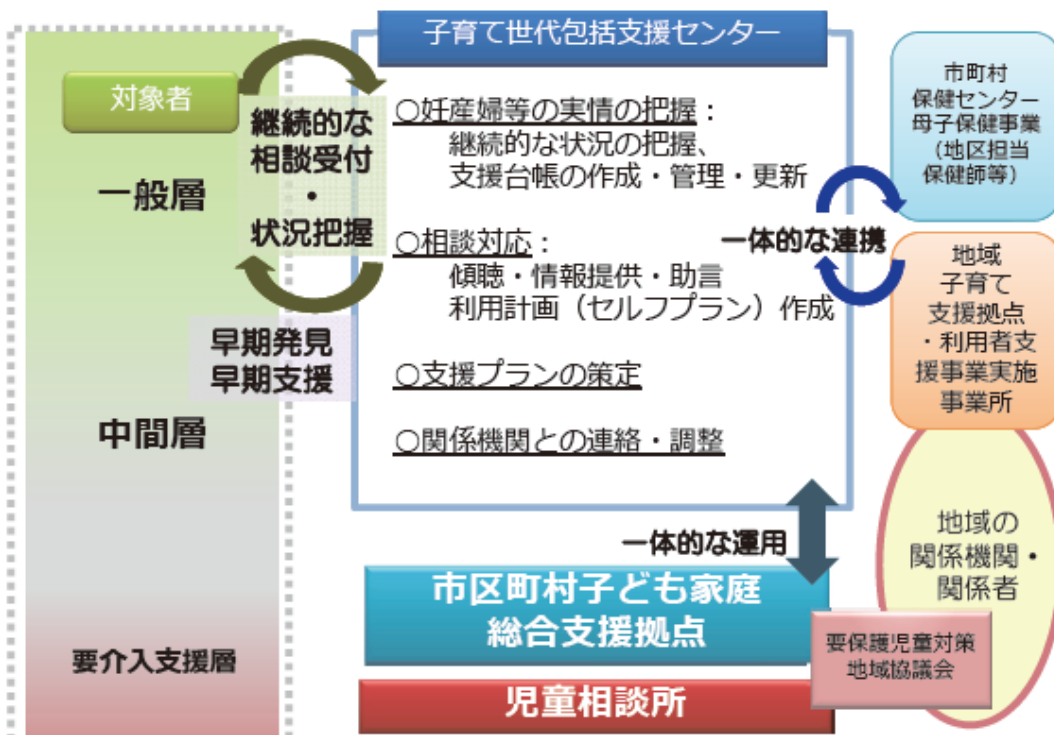 対象者
一般層
中間層
要介入支援層
継続的な
相談受付
・
状況把握
早期発見
早期支援
子育て世代包括支援センター
○妊産婦等の実情の把握：
継続的な状況の把握、
支援台帳の作成・管理・更新
○相談対応：
傾聴・情報提供・助言
利用計画（セルフプラン）作成
○支援プランの策定
○関係機関との連絡・調整
一体的な連携
一体的な運用
市区町村子ども家庭
総合支援拠点
児童相談所
市町村
保健センター
母子保健事業
（地区担当
保健師等）
地域
子育て
支援拠点
・利用者支
援事業実施
事業所
地域の
関係機関・
関係者
要保護児童対策
地域協議会